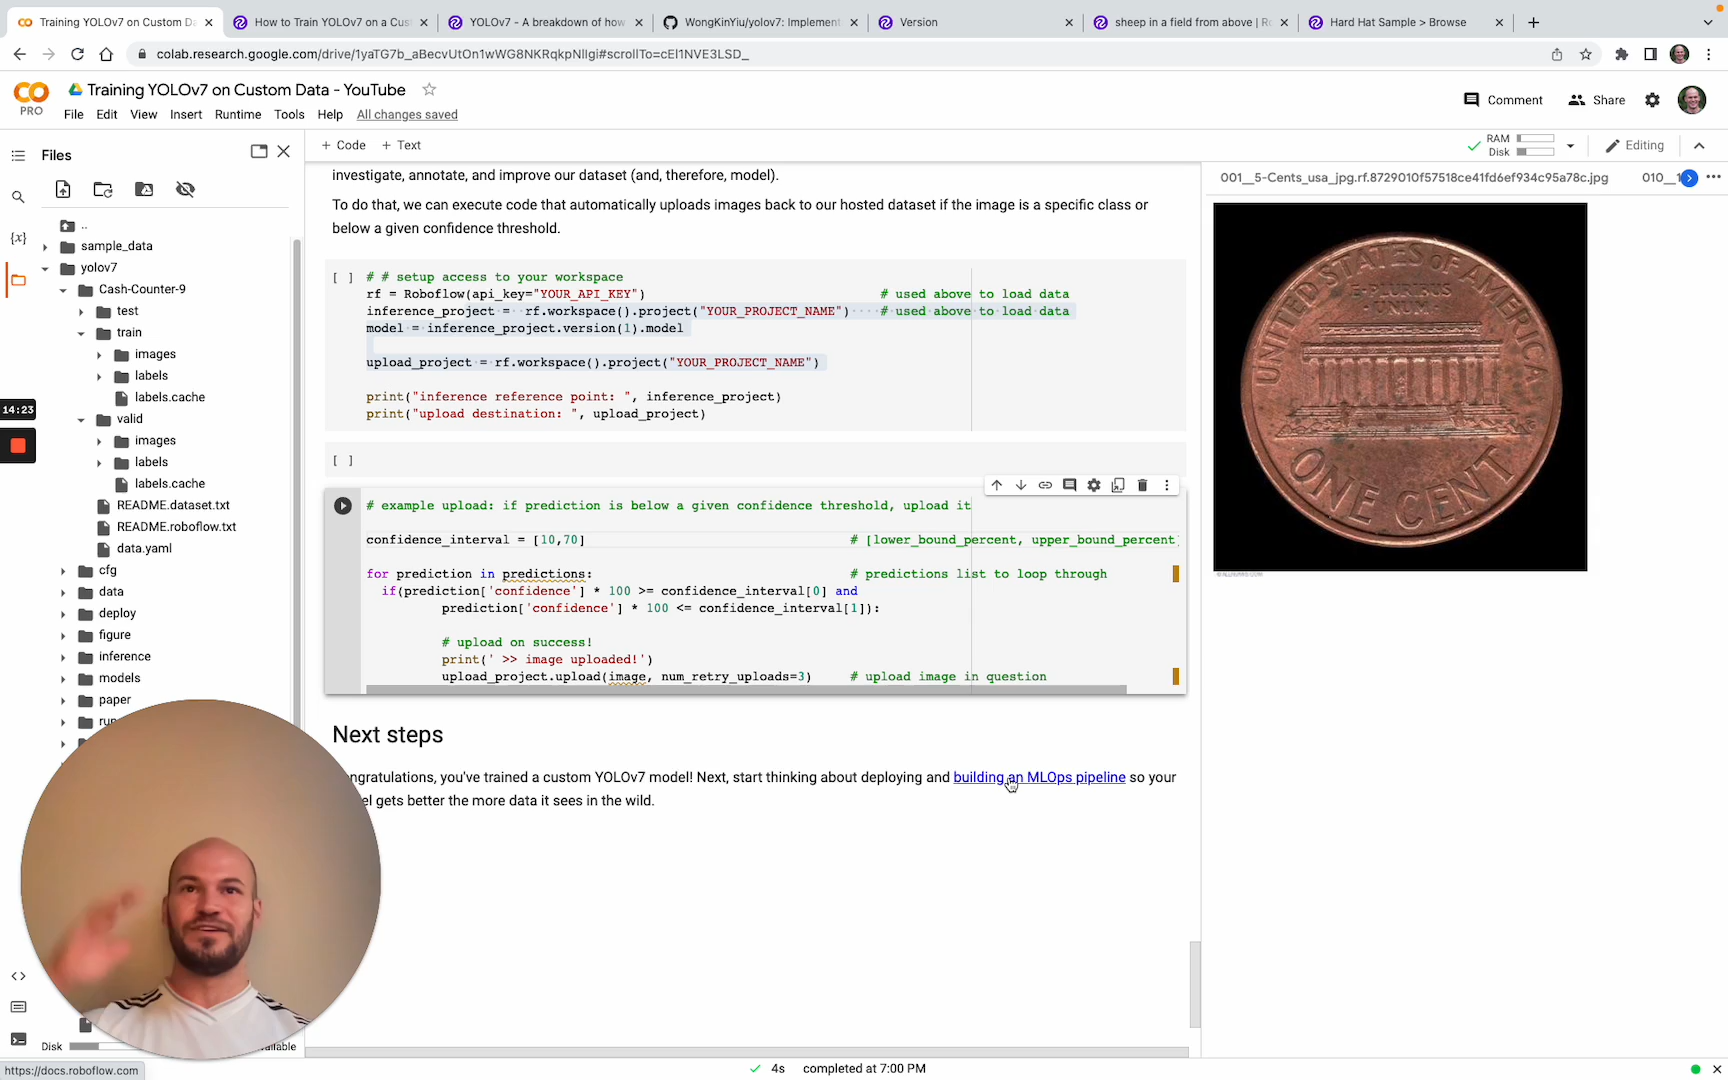 Training YOLOv7 on Custom Da
How to Train YOLOv7 on a Cus
YOLOv7 - A breakdown of how
WongKinYiu/yolov7: Implemen
Version
sheep in a field from above | Ro
Hard Hat Sample > Browse
colab.research.google.com/drive/1yaTG7b_aBecvUtOn1wWG8NKRqkpNlIgi#scrollTo=cEl1NVE3LSD_
CO
PRO
Training YOLOv7 on Custom Data - YouTube
File Edit View Insert Runtime Tools Help All changes saved
Comment
Share
Files
+ Code + Text
RAM
Disk
Editing
..
sample_data
yolov7
Cash-Counter-9
test
train
images
labels
labels.cache
valid
images
labels
labels.cache
README.dataset.txt
README.roboflow.txt
data.yaml
cfg
data
deploy
figure
inference
models
paper
14:23
{x}
investigate, annotate, and improve our dataset (and, therefore, model).
To do that, we can execute code that automatically uploads images back to our hosted dataset if the image is a specific class or
below a given confidence threshold.
[ ] # # setup access to your workspace
rf = Roboflow(api_key="YOUR_API_KEY") # used above to load data
inference_project = rf.workspace().project("YOUR_PROJECT_NAME") # used above to load data
model = inference_project.version(1).model
upload_project = rf.workspace().project("YOUR_PROJECT_NAME")
print("inference reference point: ", inference_project)
print("upload destination: ", upload_project)
[ ]
# example upload: if prediction is below a given confidence threshold, upload it
confidence_interval = [10,70] # [lower_bound_percent, upper_bound_percent
for prediction in predictions: # predictions list to loop through
if(prediction['confidence'] * 100 >= confidence_interval[0] and
prediction['confidence'] * 100 <= confidence_interval[1]):
# upload on success!
print(' >> image uploaded!')
upload_project.upload(image, num_retry_uploads=3) # upload image in question
Next steps
ongratulations, you've trained a custom YOLOv7 model! Next, start thinking about deploying and building an MLOps pipeline so your
el gets better the more data it sees in the wild.
001__5-Cents_usa_jpg.rf.8729010f57518ce41fd6ef934c95a78c.jpg
010__1
UNITED STATES OF AMERICA
E·PLURIBUS
UNUM
ONE CENT
Disk
ailable
https://docs.roboflow.com
4s completed at 7:00 PM